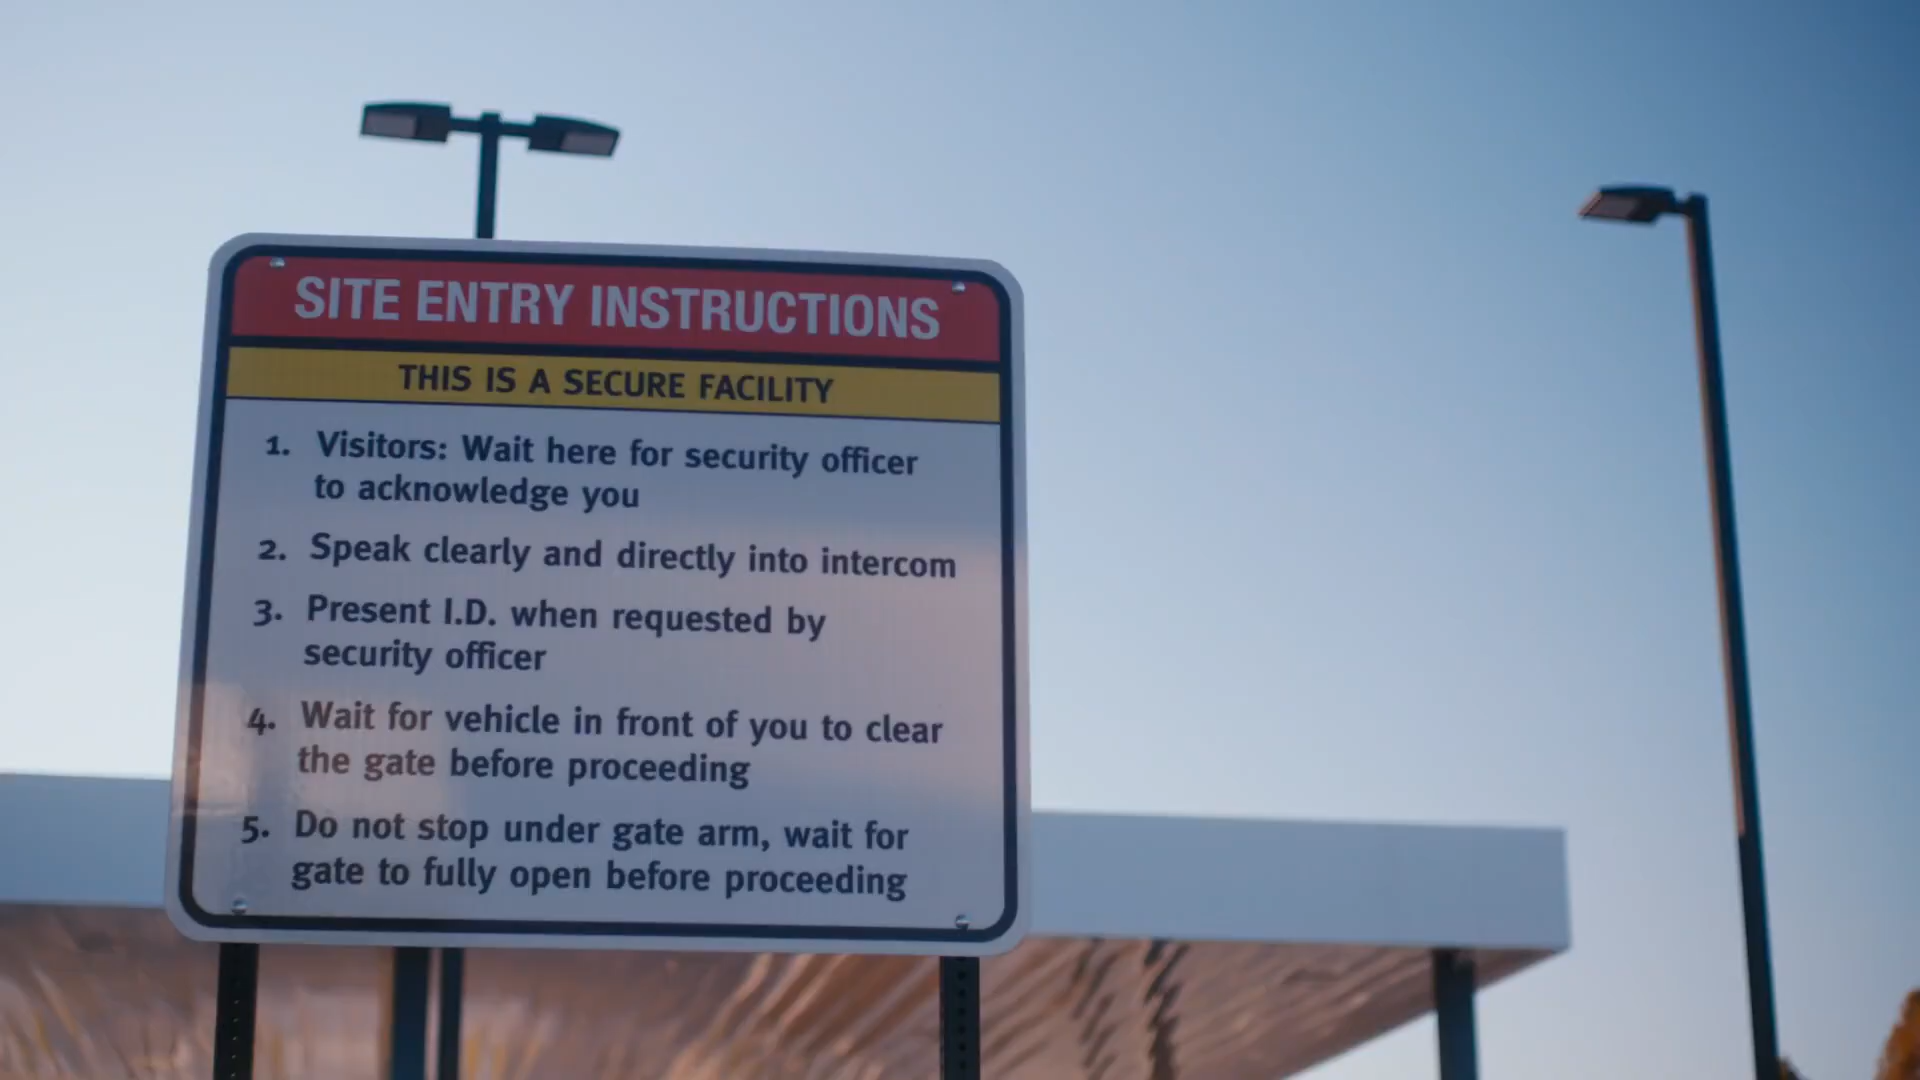 SITE ENTRY INSTRUCTIONS
THIS IS A SECURE FACILITY
1. Visitors: Wait here for security officer
to acknowledge you
2. Speak clearly and directly into intercom
3. Present I.D. when requested by
security officer
4. Wait for vehicle in front of you to clear
the gate before proceeding
5. Do not stop under gate arm, wait for
gate to fully open before proceeding